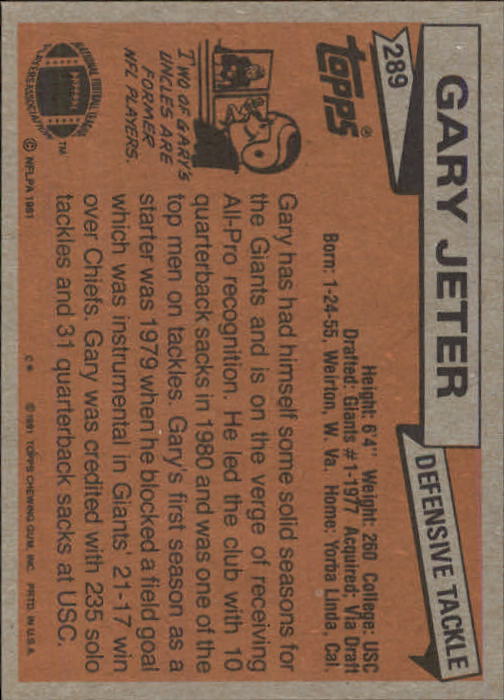 289
GARY JETER
DEFENSIVE TACKLE
topps®
Height: 6'4" Weight: 260 College: USC
Drafted: Giants #1-1977 Acquired: Via Draft
Born: 1-24-55, Weirton, W. Va. Home: Yorba Linda, Cal.
TWO OF GARY'S
UNCLES ARE
FORMER
NFL PLAYERS.
Gary has had himself some solid seasons for
the Giants and is on the verge of receiving
All-Pro recognition. He led the club with 10
quarterback sacks in 1980 and was one of the
top men on tackles. Gary's first season as a
starter was 1979 when he blocked a field goal
which was instrumental in Giants' 21-17 win
over Chiefs. Gary was credited with 235 solo
tackles and 31 quarterback sacks at USC.
NATIONAL FOOTBALL LEAGUE
PLAYERS ASSOCIATION
TM
© NFLPA 1981
C* © 1981 TOPPS CHEWING GUM, INC. PRTD. IN U.S.A.